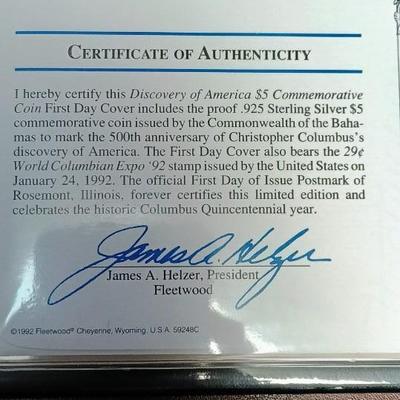 CERTIFICATE OF AUTHENTICITY
I hereby certify this Discovery of America $5 Commemorative
Coin First Day Cover includes the proof .925 Sterling Silver $5
commemorative coin issued by the Commonwealth of the Baha-
mas to mark the 500th anniversary of Christopher Columbus's
discovery of America. The First Day Cover also bears the 29¢
World Columbian Expo '92 stamp issued by the United States on
January 24, 1992. The official First Day of Issue Postmark of
Rosemont, Illinois, forever certifies this limited edition and
celebrates the historic Columbus Quincentennial year.
James A. Helzer
James A. Helzer, President
Fleetwood
©1992 Fleetwood® Cheyenne, Wyoming, U.S.A. 59248C